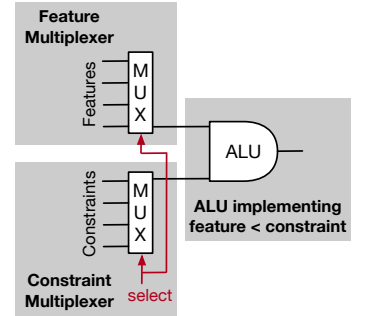 Feature
Multiplexer
Features
M
U
X
ALU
Constraints
M
U
X
ALU implementing
feature < constraint
Constraint
Multiplexer
select